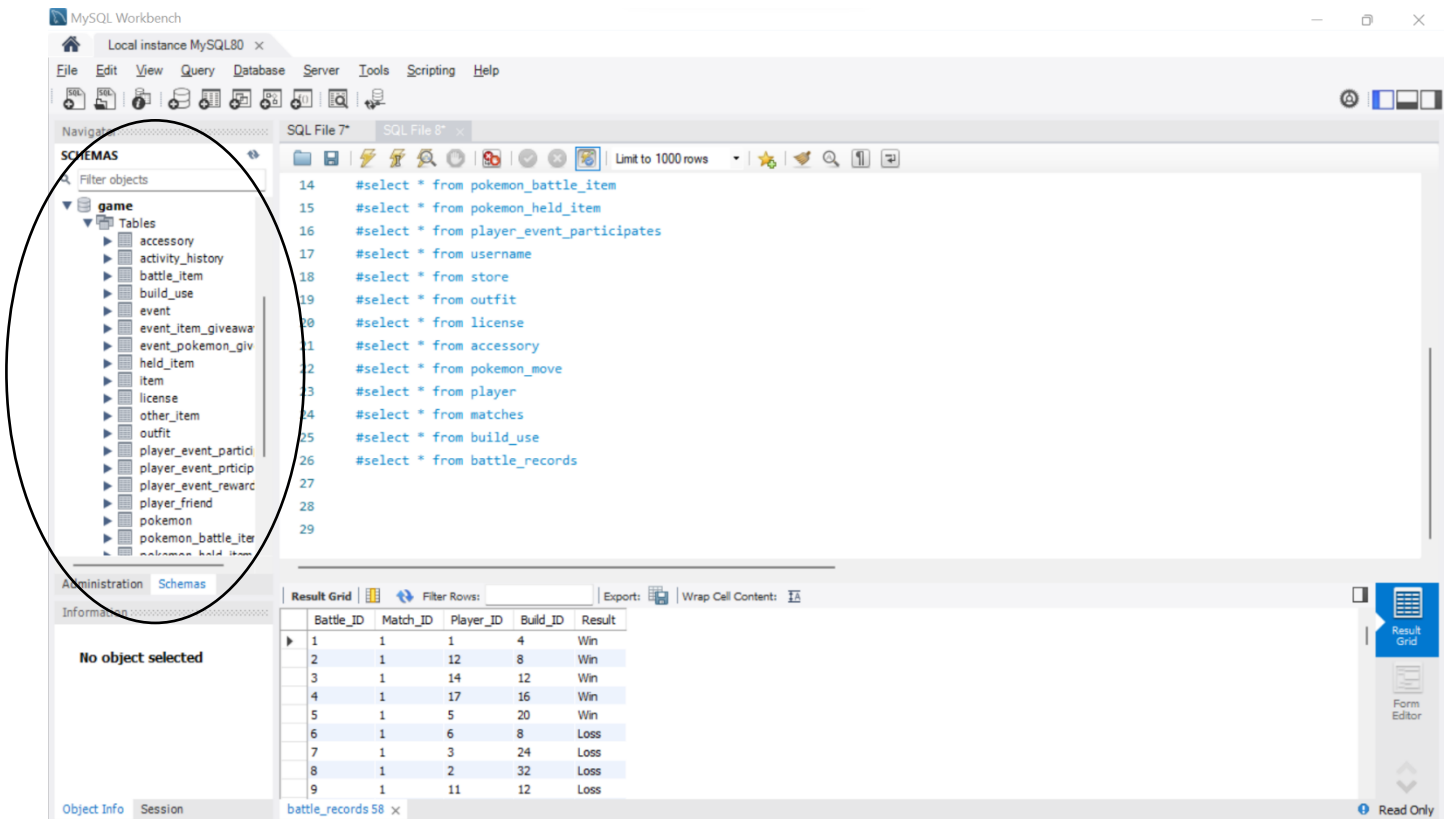 MySQL Workbench
Local instance MySQL80
File Edit View Query Database Server Tools Scripting Help
Navigator
SCHEMAS
Filter objects
game
Tables
accessory
activity_history
battle_item
build_use
event
event_item_giveawa
event_pokemon_giv
held_item
item
license
other_item
outfit
player_event_partici
player_event_prticip
player_event_reward
player_friend
pokemon
pokemon_battle_iter
pokemon_held_item
Administration Schemas
Information
No object selected
Object Info Session
SQL File 7* SQL File 8*
Limit to 1000 rows
14 #select * from pokemon_battle_item
15 #select * from pokemon_held_item
16 #select * from player_event_participates
17 #select * from username
18 #select * from store
19 #select * from outfit
20 #select * from license
21 #select * from accessory
22 #select * from pokemon_move
23 #select * from player
24 #select * from matches
25 #select * from build_use
26 #select * from battle_records
27
28
29
Result Grid Filter Rows: Export: Wrap Cell Content:
Battle_ID Match_ID Player_ID Build_ID Result
1 1 1 4 Win
2 1 12 8 Win
3 1 14 12 Win
4 1 17 16 Win
5 1 5 20 Win
6 1 6 8 Loss
7 1 3 24 Loss
8 1 2 32 Loss
9 1 11 12 Loss
Result
Grid
Form
Editor
battle_records 58
Read Only